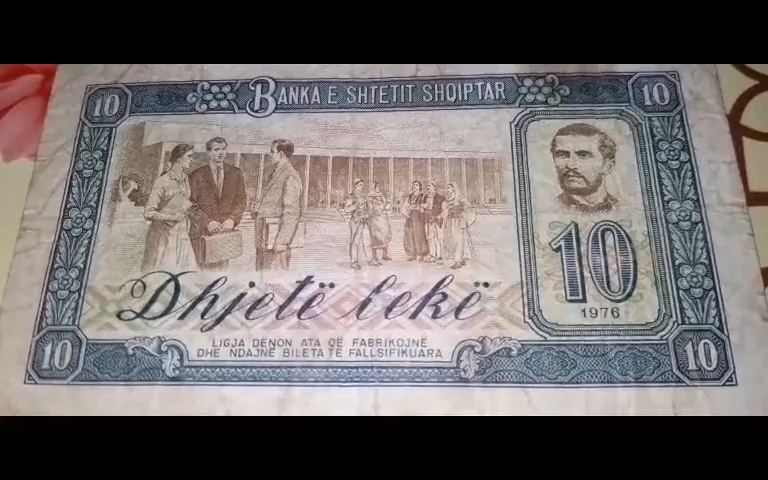 10 BANKA E SHTETIT SHQIPTAR 10
Dhjetë lekë
10
1976
LIGJA DËNON ATA QË FABRIKOJNË
DHE NDAJNË BILETA TË FALLSIFIKUARA
10 10